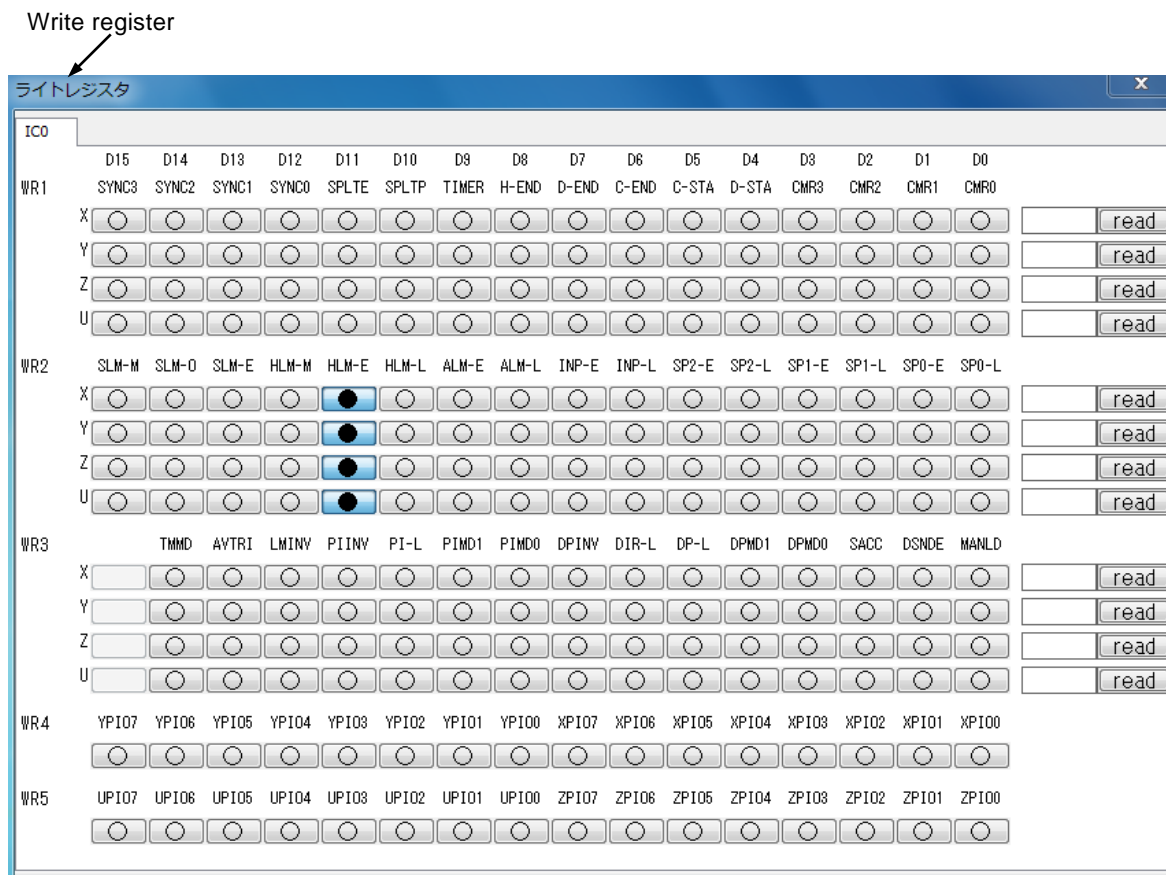 Write register
ライトレジスタ
x
IC0
D15 D14 D13 D12 D11 D10 D9 D8 D7 D6 D5 D4 D3 D2 D1 D0
WR1 SYNC3 SYNC2 SYNC1 SYNC0 SPLTE SPLTP TIMER H-END D-END C-END C-STA D-STA CMR3 CMR2 CMR1 CMR0
X read
Y read
Z read
U read
WR2 SLM-M SLM-O SLM-E HLM-M HLM-E HLM-L ALM-E ALM-L INP-E INP-L SP2-E SP2-L SP1-E SP1-L SP0-E SP0-L
X read
Y read
Z read
U read
WR3 TMMD AVTRI LMINV PIINV PI-L PIMD1 PIMD0 DPINV DIR-L DP-L DPMD1 DPMD0 SACC DSNDE MANLD
X read
Y read
Z read
U read
WR4 YPIO7 YPIO6 YPIO5 YPIO4 YPIO3 YPIO2 YPIO1 YPIO0 XPIO7 XPIO6 XPIO5 XPIO4 XPIO3 XPIO2 XPIO1 XPIO0
WR5 UPIO7 UPIO6 UPIO5 UPIO4 UPIO3 UPIO2 UPIO1 UPIO0 ZPIO7 ZPIO6 ZPIO5 ZPIO4 ZPIO3 ZPIO2 ZPIO1 ZPIO0